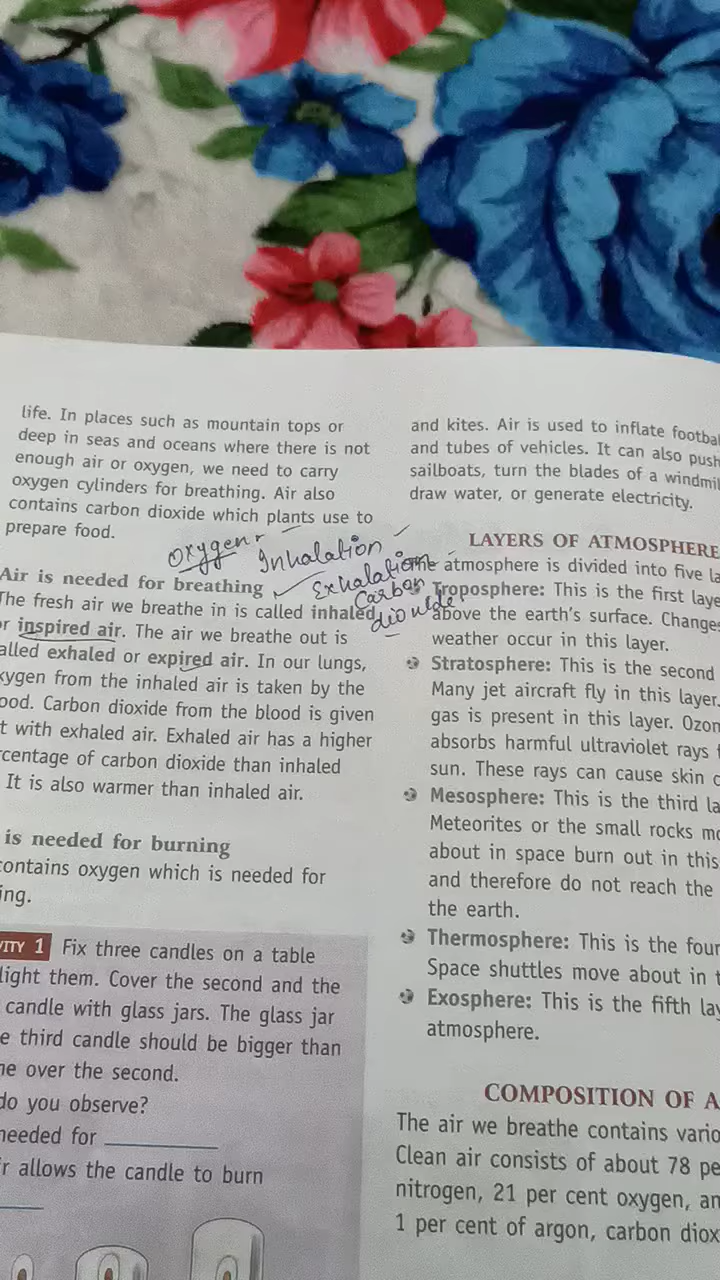 life. In places such as mountain tops or
deep in seas and oceans where there is not
enough air or oxygen, we need to carry
oxygen cylinders for breathing. Air also
contains carbon dioxide which plants use to
prepare food.
Oxygen
Inhalation
Exhalation
Carbon
Air is needed for breathing
The fresh air we breathe in is called inhaled
or inspired air. The air we breathe out is
alled exhaled or expired air. In our lungs,
xygen from the inhaled air is taken by the
ood. Carbon dioxide from the blood is given
t with exhaled air. Exhaled air has a higher
rcentage of carbon dioxide than inhaled
It is also warmer than inhaled air.
is needed for burning
contains oxygen which is needed for
ing.
VITY 1 Fix three candles on a table
light them. Cover the second and the
candle with glass jars. The glass jar
e third candle should be bigger than
ne over the second.
do you observe?
needed for
r allows the candle to burn
and kites. Air is used to inflate footbal
and tubes of vehicles. It can also push
sailboats, turn the blades of a windmil
draw water, or generate electricity.
LAYERS OF ATMOSPHERE
atmosphere is divided into five la
Troposphere: This is the first laye
above the earth's surface. Changes
weather occur in this layer.
Stratosphere: This is the second
Many jet aircraft fly in this layer.
gas is present in this layer. Ozon
absorbs harmful ultraviolet rays f
sun. These rays can cause skin c
Mesosphere: This is the third la
Meteorites or the small rocks mo
about in space burn out in this
and therefore do not reach the
the earth.
Thermosphere: This is the four
Space shuttles move about in t
Exosphere: This is the fifth lay
atmosphere.
COMPOSITION OF A
The air we breathe contains vario
Clean air consists of about 78 pe
nitrogen, 21 per cent oxygen, an
1 per cent of argon, carbon diox